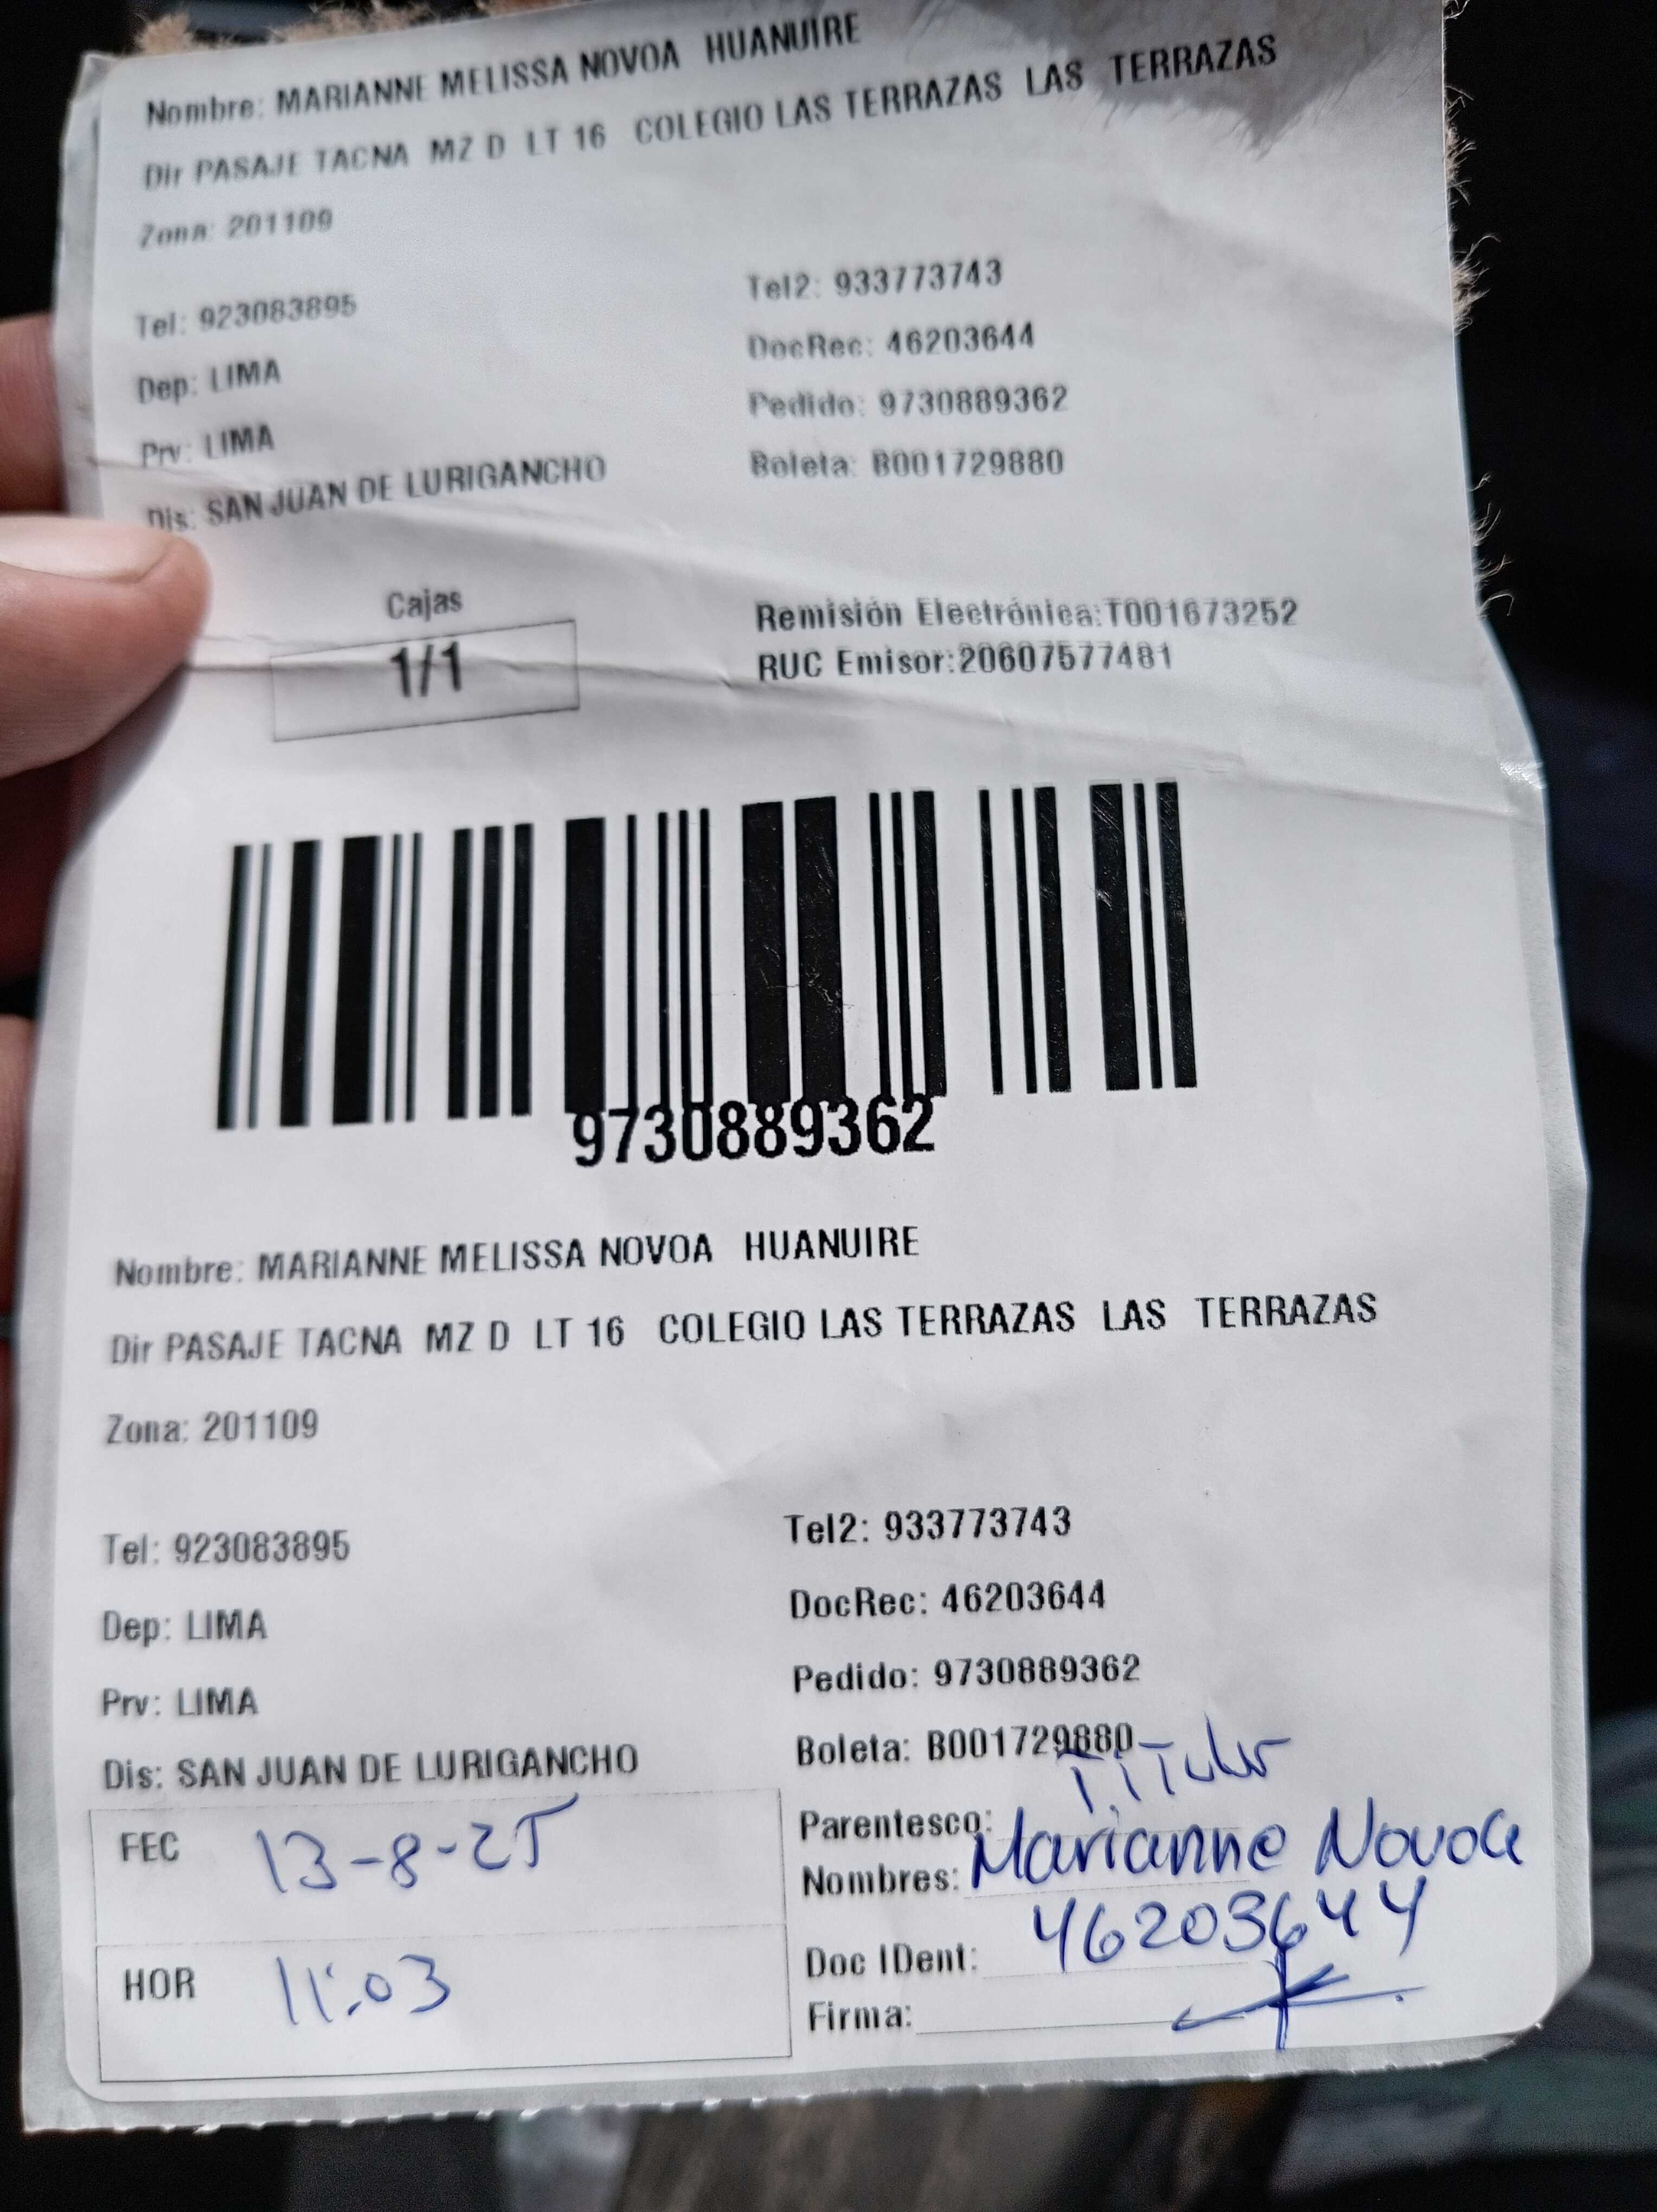 Nombre: MARIANNE MELISSA NOVOA HUANUIRE
Dir PASAJE TACNA MZ D LT 16 COLEGIO LAS TERRAZAS LAS TERRAZAS
Zona: 201109
Tel: 923083895
Tel2: 933773743
Dep: LIMA
DocRec: 46203644
Prv: LIMA
Pedido: 9730889362
Dis: SAN JUAN DE LURIGANCHO
Boleta: B001729880
Cajas
1/1
Remisión Electrónica:T001673252
RUC Emisor:20607577481
9730889362
Nombre: MARIANNE MELISSA NOVOA HUANUIRE
Dir PASAJE TACNA MZ D LT 16 COLEGIO LAS TERRAZAS LAS TERRAZAS
Zona: 201109
Tel: 923083895
Tel2: 933773743
Dep: LIMA
DocRec: 46203644
Prv: LIMA
Pedido: 9730889362
Dis: SAN JUAN DE LURIGANCHO
Boleta: B001729880
FEC 13-8-25
Parentesco: Titular
Nombres: Marianne Novoa
HOR 11:03
Doc IDent: 46203644
Firma: